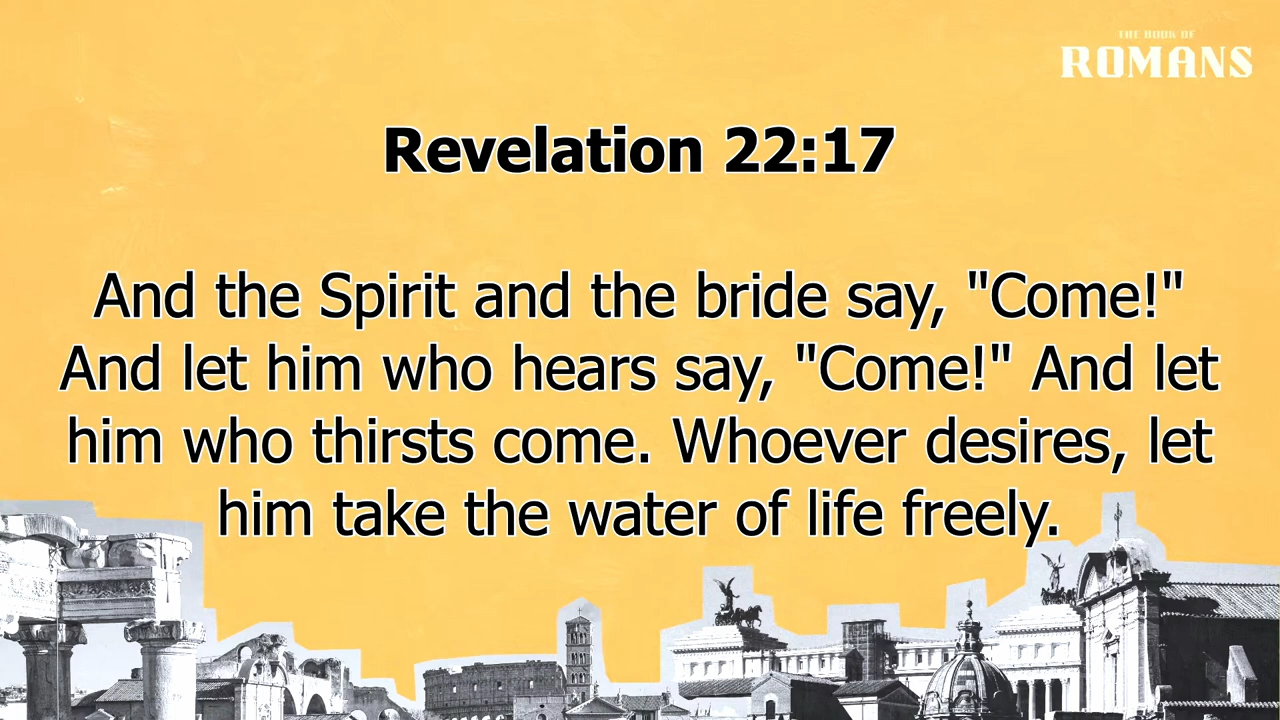 THE BOOK OF
ROMANS
Revelation 22:17
And the Spirit and the bride say, "Come!"
And let him who hears say, "Come!" And let
him who thirsts come. Whoever desires, let
him take the water of life freely.